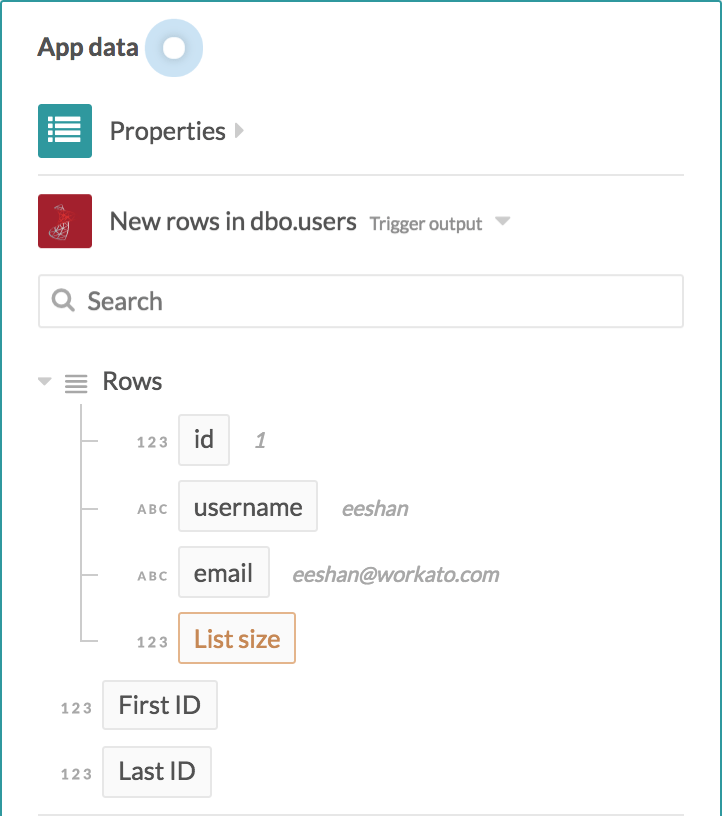 App data
Properties
New rows in dbo.users Trigger output
Search
Rows
123 id 1
ABC username eeshan
ABC email eeshan@workato.com
123 List size
123 First ID
123 Last ID